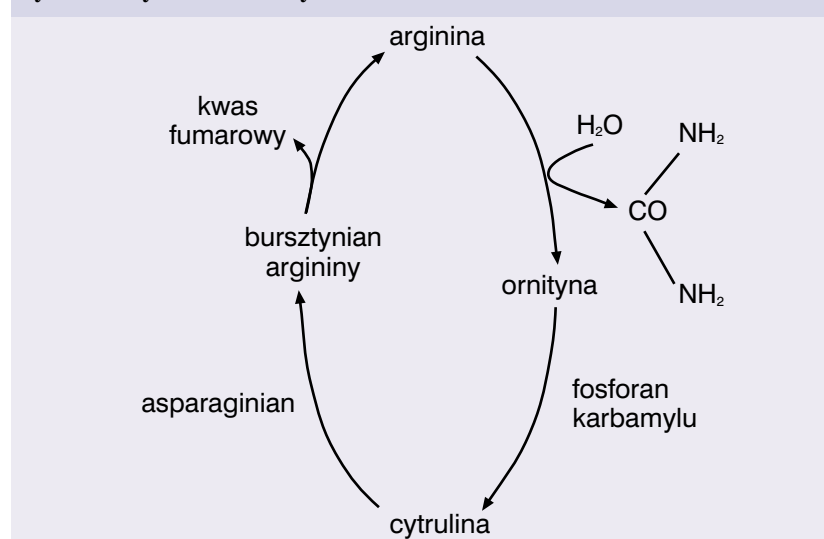 arginina
kwas
fumarowy
H₂O
NH₂
CO
bursztynian
argininy
ornityna
NH₂
asparaginian
fosforan
karbamylu
cytrulina